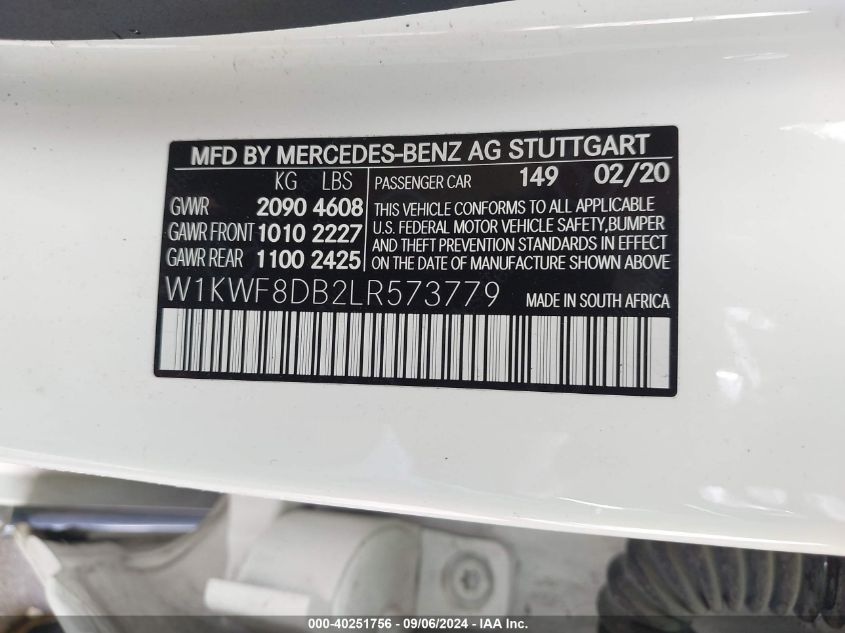 MFD BY MERCEDES-BENZ AG STUTTGART
KG LBS
GVWR 2090 4608
GAWR FRONT 1010 2227
GAWR REAR 1100 2425
PASSENGER CAR 149 02/20
THIS VEHICLE CONFORMS TO ALL APPLICABLE
U.S. FEDERAL MOTOR VEHICLE SAFETY,BUMPER
AND THEFT PREVENTION STANDARDS IN EFFECT
ON THE DATE OF MANUFACTURE SHOWN ABOVE
W1KWF8DB2LR573779 MADE IN SOUTH AFRICA
000-40251756 - 09/06/2024 - IAA Inc.